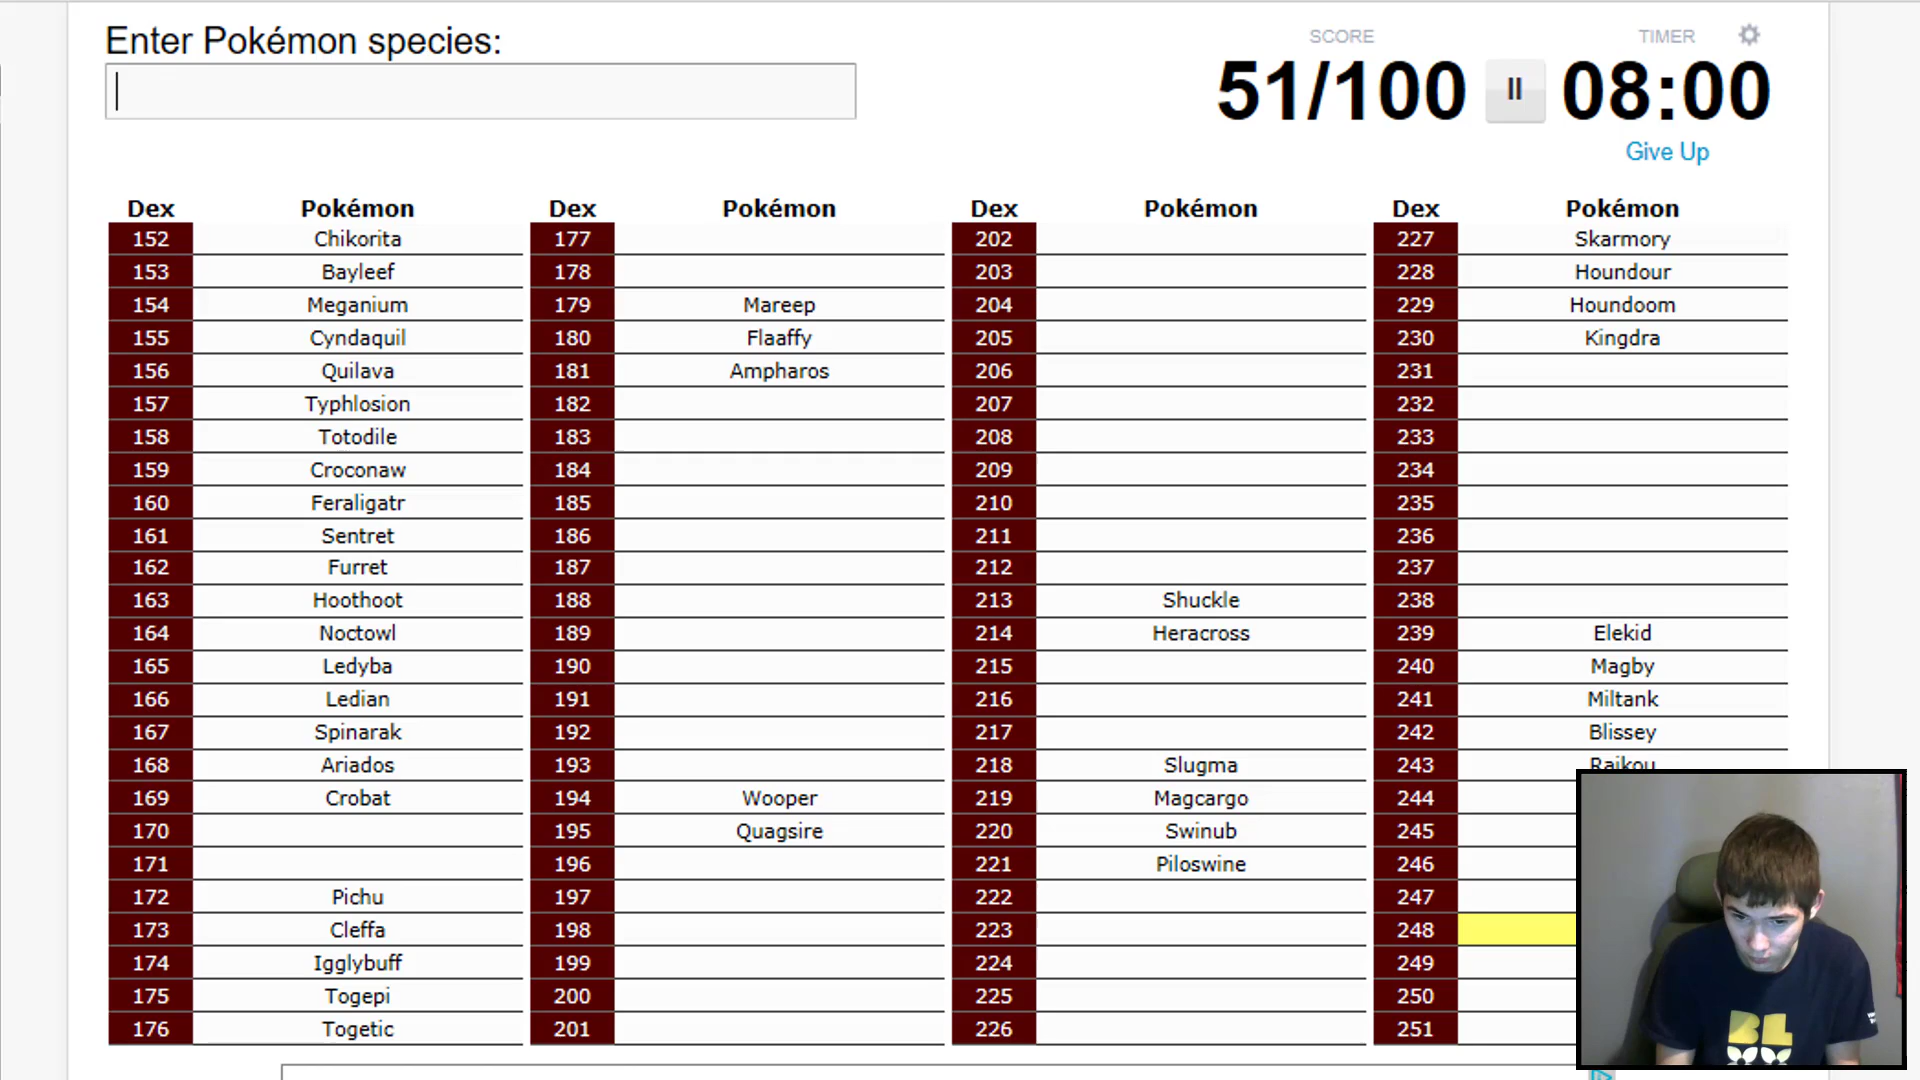 Enter Pokémon species:
SCORE
TIMER
51/100
08:00
Give Up
Dex Pokémon Dex Pokémon Dex Pokémon Dex Pokémon
152 Chikorita 177 202 227 Skarmory
153 Bayleef 178 203 228 Houndour
154 Meganium 179 Mareep 204 229 Houndoom
155 Cyndaquil 180 Flaaffy 205 230 Kingdra
156 Quilava 181 Ampharos 206 231
157 Typhlosion 182 207 232
158 Totodile 183 208 233
159 Croconaw 184 209 234
160 Feraligatr 185 210 235
161 Sentret 186 211 236
162 Furret 187 212 237
163 Hoothoot 188 213 Shuckle 238
164 Noctowl 189 214 Heracross 239 Elekid
165 Ledyba 190 215 240 Magby
166 Ledian 191 216 241 Miltank
167 Spinarak 192 217 242 Blissey
168 Ariados 193 218 Slugma 243 Raikou
169 Crobat 194 Wooper 219 Magcargo 244
170 195 Quagsire 220 Swinub 245
171 196 221 Piloswine 246
172 Pichu 197 222 247
173 Cleffa 198 223 248
174 Igglybuff 199 224 249
175 Togepi 200 225 250
176 Togetic 201 226 251
BL